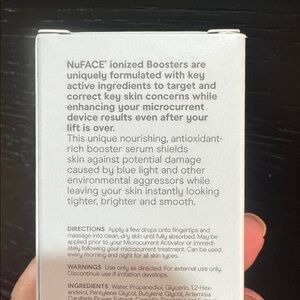 NuFACE® ionized Boosters are
uniquely formulated with key
active ingredients to target and
correct key skin concerns while
enhancing your microcurrent
device results even after your
lift is over.
This unique nourishing, antioxidant-
rich booster serum shields
skin against potential damage
caused by blue light and other
environmental aggressors while
leaving your skin instantly looking
tighter, brighter and smooth.
DIRECTIONS Apply a few drops onto fingertips and
massage into clean, dry skin until fully absorbed. May be
applied prior to your Microcurrent Activator or immedi-
ately following your microcurrent treatment. Can be used
every morning and night for all skin types.
WARNINGS Use only as directed. For external use only.
Discontinue use if irritation develops.
INGREDIENTS Water, Propanediol, Glycerin, 1,2-Hex-
anediol, Pentylene Glycol, Butylene Glycol, Artemisia